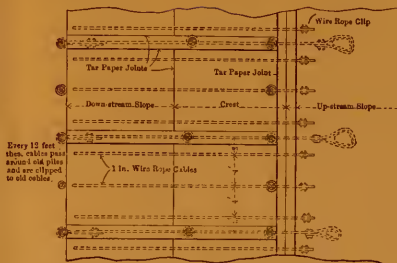 Wire Rope Clip
Tar Paper Joints
Tar Paper Joint
Down-stream Slope
Crest
Up-stream Slope
Every 12 feet
these cables pass
around old piles
and are clipped
to old cables.
1 In. Wire Rope Cables